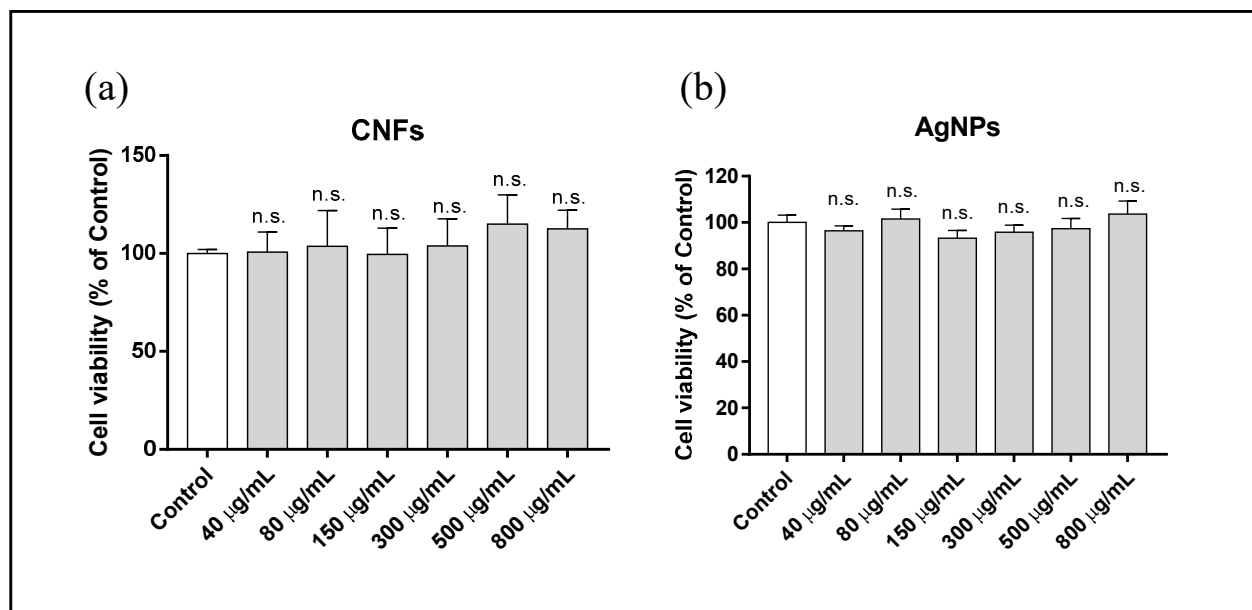 (a)
CNFs
Cell viability (% of Control)
150
100
50
0
n.s.
n.s.
n.s.
n.s.
n.s.
n.s.
Control
40 μg/mL
80 μg/mL
150 μg/mL
300 μg/mL
500 μg/mL
800 μg/mL
(b)
AgNPs
Cell viability (% of Control)
120
100
80
60
40
20
0
n.s.
n.s.
n.s.
n.s.
n.s.
n.s.
Control
40 μg/mL
80 μg/mL
150 μg/mL
300 μg/mL
500 μg/mL
800 μg/mL